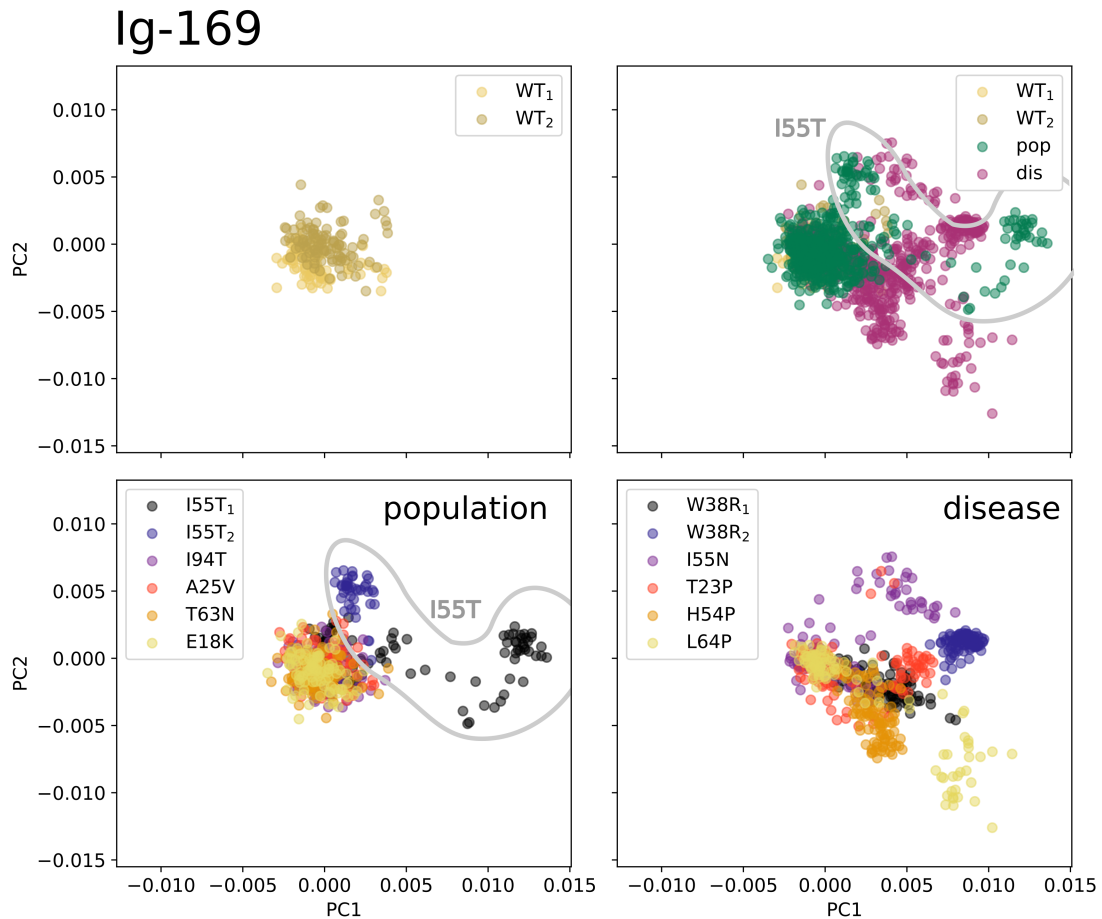 Ig-169
WT₁
WT₂
0.010
0.005
0.000
−0.005
−0.010
−0.015
PC2
I55T
WT₁
WT₂
pop
dis
I55T₁
I55T₂
I94T
A25V
T63N
E18K
population
I55T
0.010
0.005
0.000
−0.005
−0.010
−0.015
PC2
−0.010 −0.005 0.000 0.005 0.010 0.015
PC1
W38R₁
W38R₂
I55N
T23P
H54P
L64P
disease
−0.010 −0.005 0.000 0.005 0.010 0.015
PC1